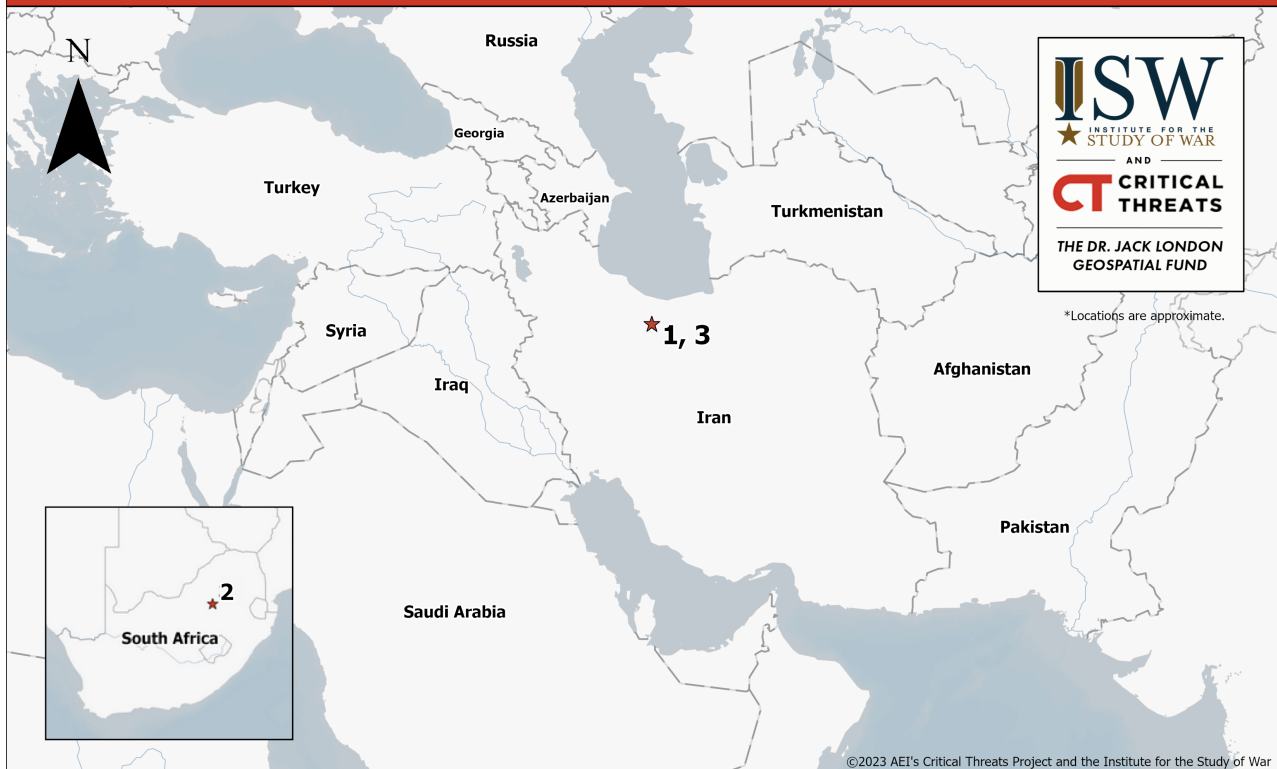 N
Russia
Georgia
Turkey
Azerbaijan
Turkmenistan
ISW
INSTITUTE FOR THE
STUDY OF WAR
AND
CT CRITICAL
THREATS
THE DR. JACK LONDON
GEOSPATIAL FUND
*Locations are approximate.
Syria
1, 3
Iraq
Afghanistan
Iran
Pakistan
Saudi Arabia
2
South Africa
©2023 AEI's Critical Threats Project and the Institute for the Study of War